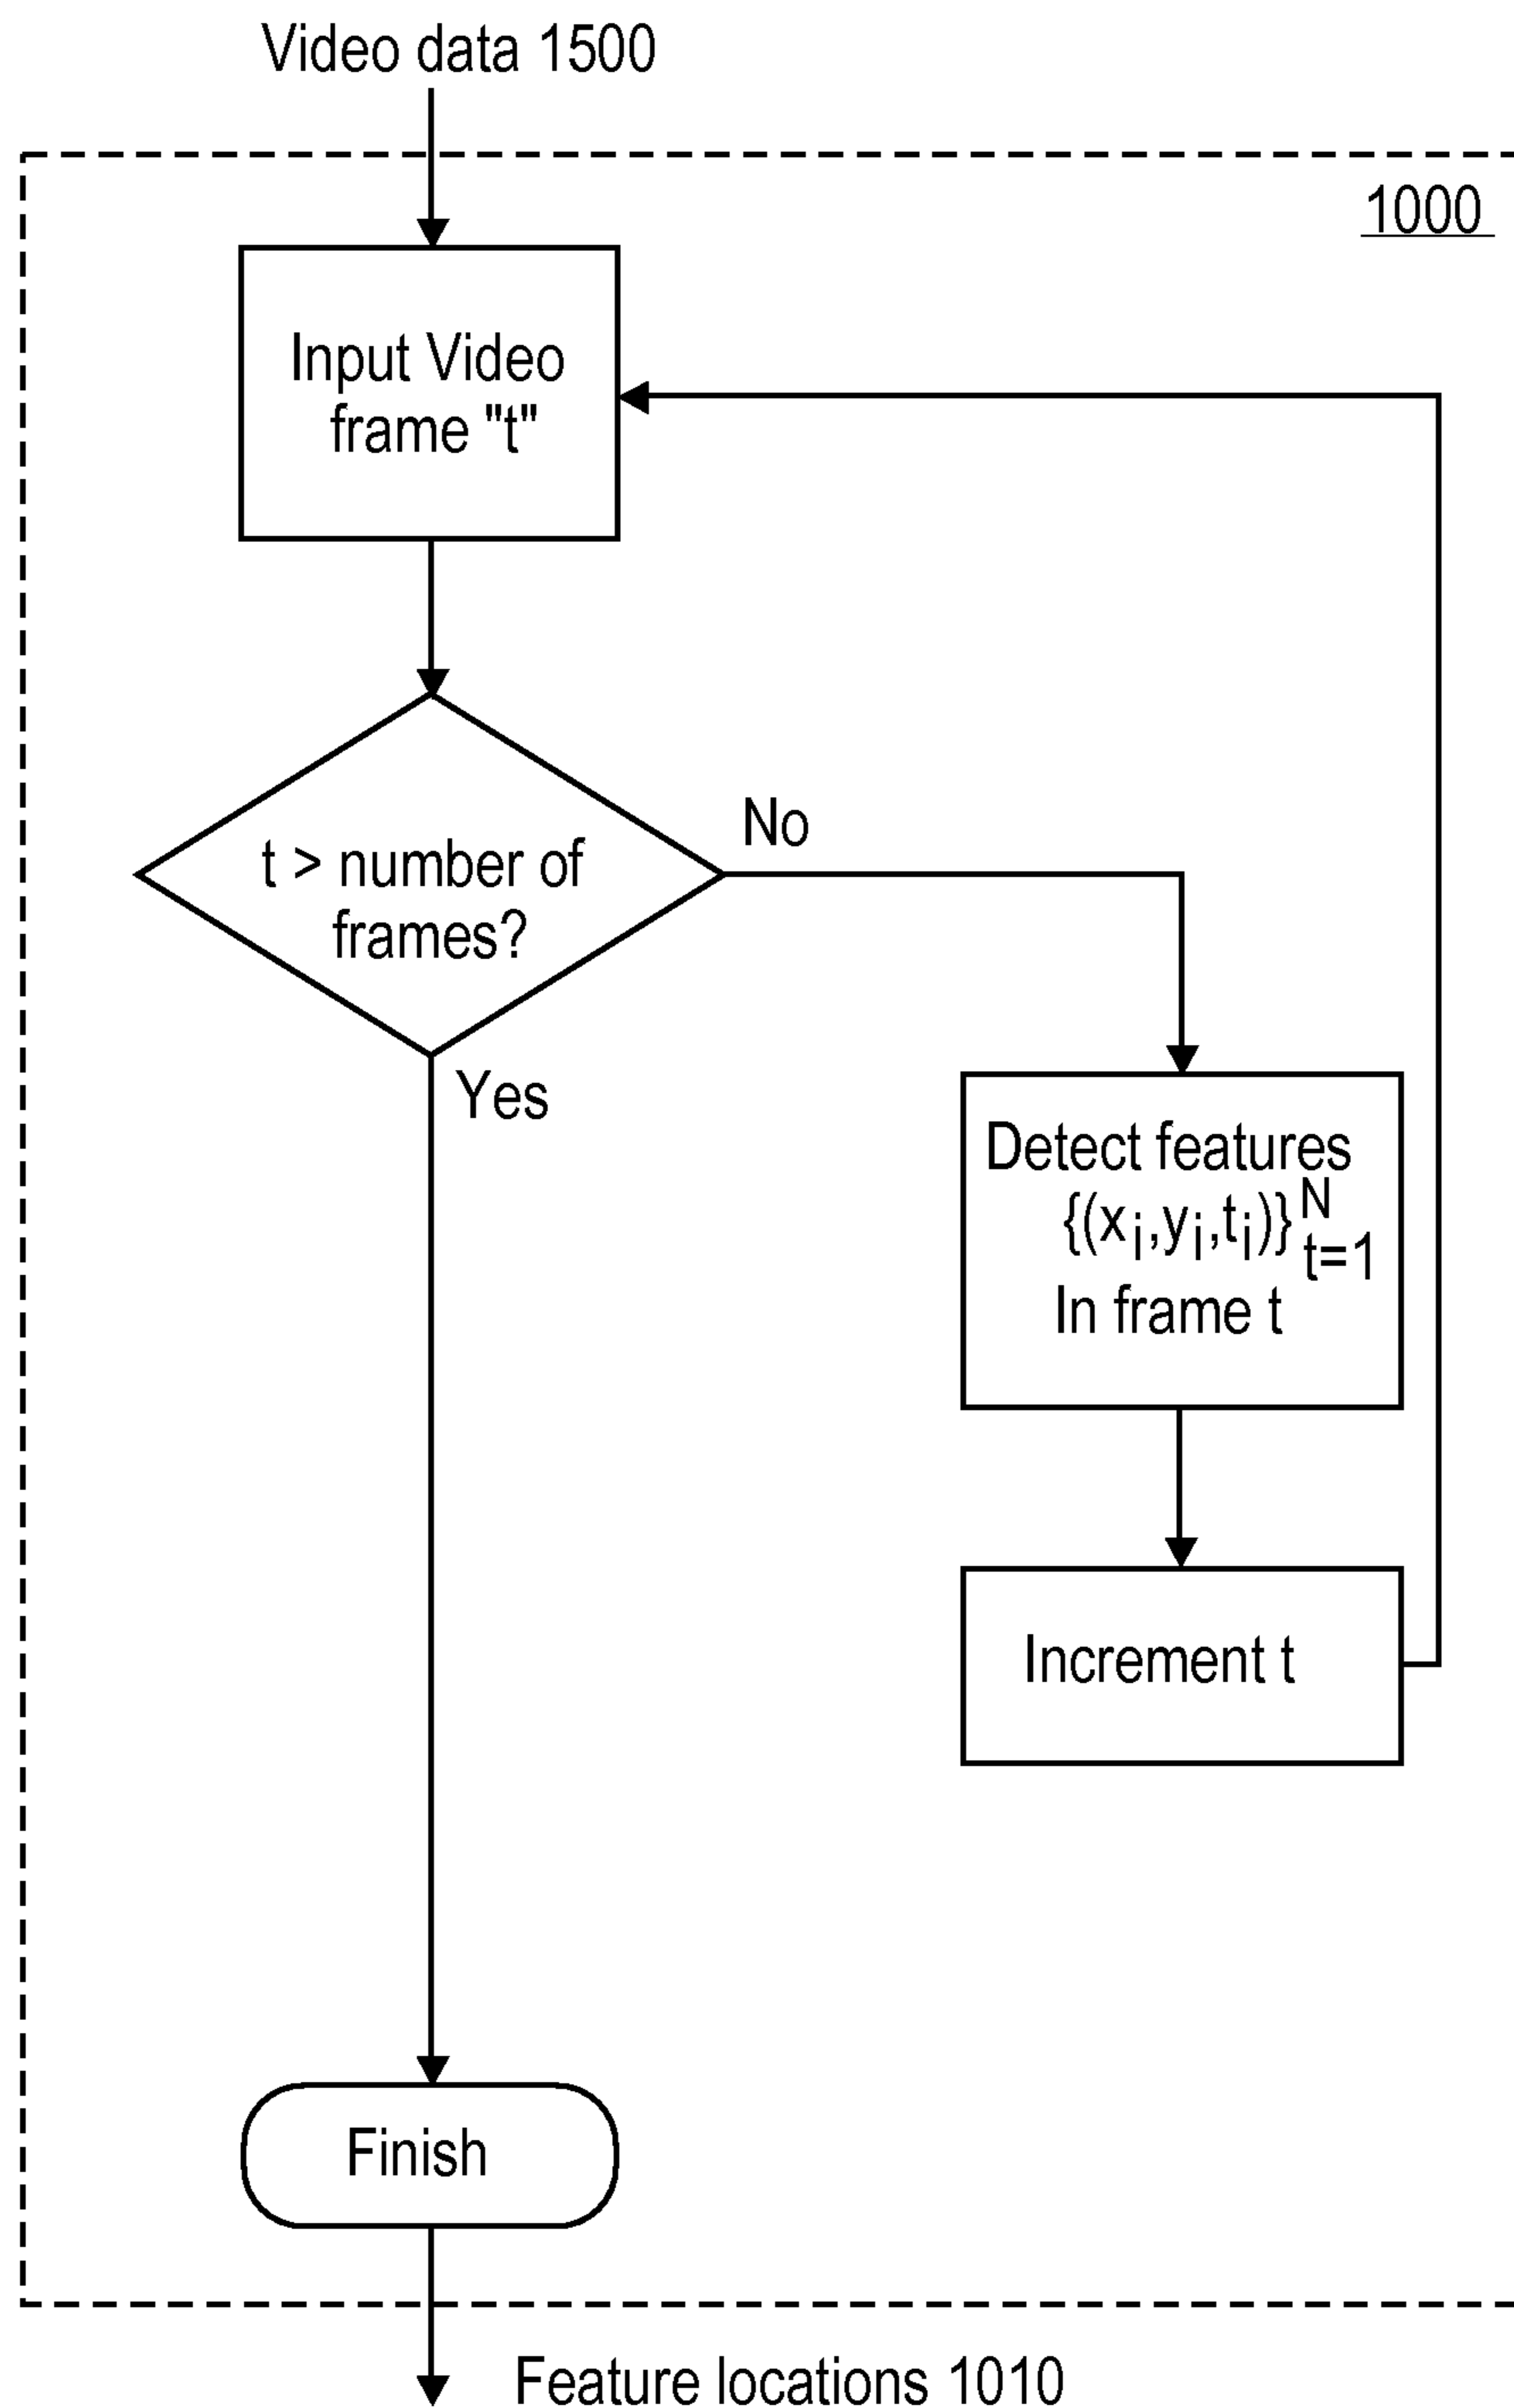 Video data 1500
1000
Input Video
frame "t"
t > number of
frames?
No
Yes
Detect features
{(xᵢ,yᵢ,tᵢ)}
N
t=1
In frame t
Increment t
Finish
Feature locations 1010